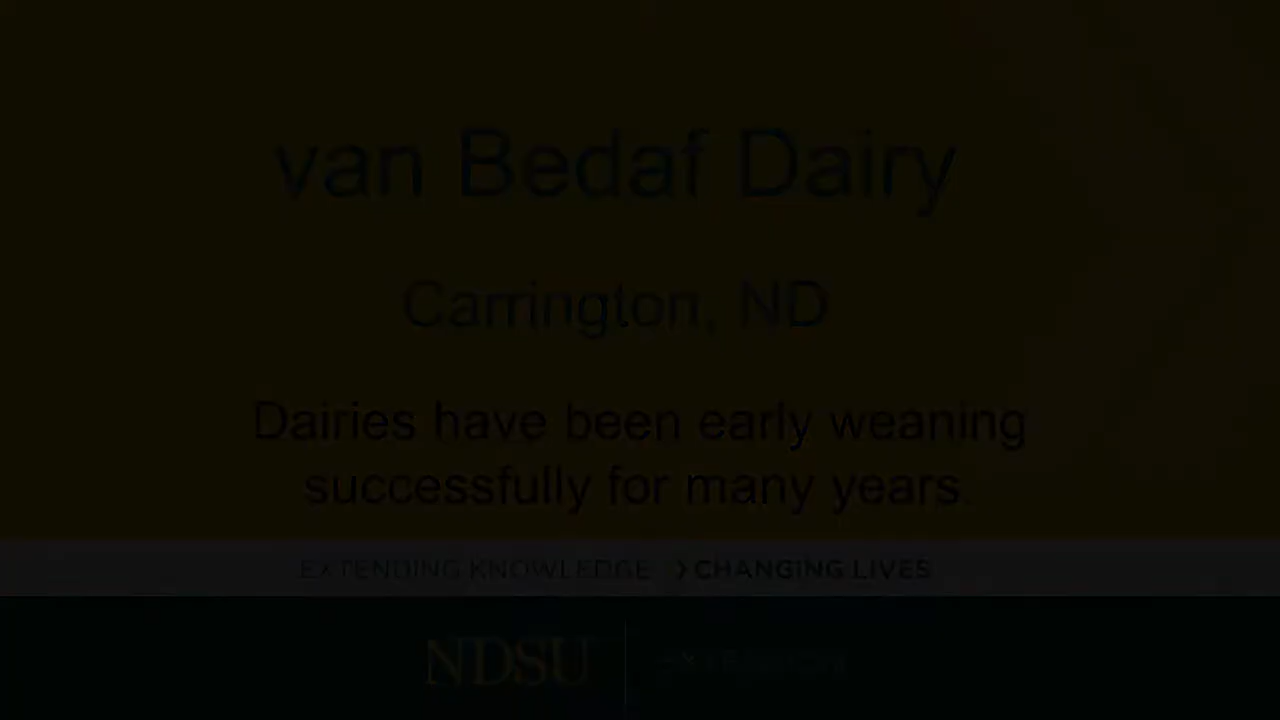 van Bedaf Dairy
Carrington, ND
Dairies have been early weaning
successfully for many years
EXTENDING KNOWLEDGE › CHANGING LIVES
NDSU EXTENSION